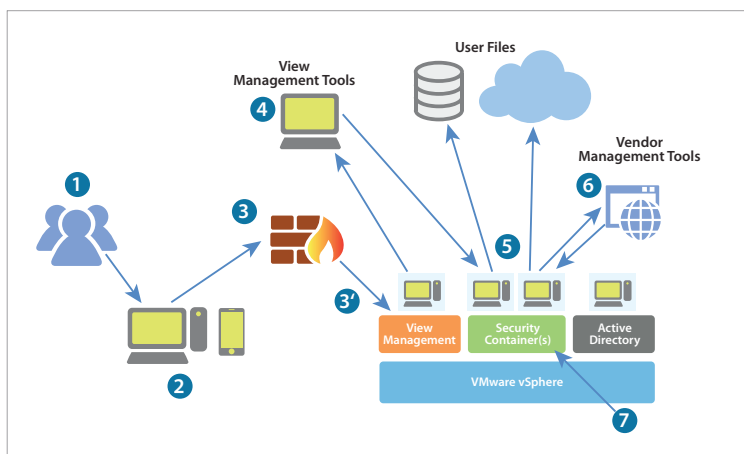 User Files
View
Management Tools
4
Vendor
Management Tools
1
6
3
5
3‘
View
Management
Security
Container(s)
Active
Directory
2
VMware vSphere
7